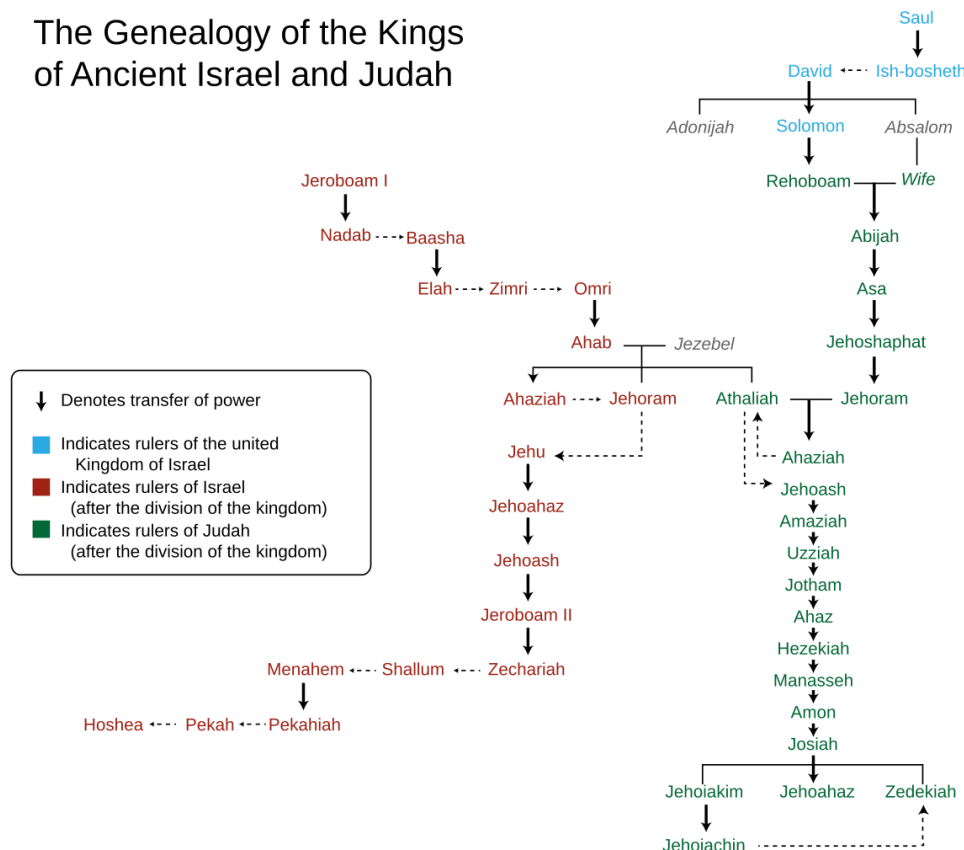 The Genealogy of the Kings
of Ancient Israel and Judah
Saul
David Ish-bosheth
Adonijah Solomon Absalom
Jeroboam I Rehoboam Wife
Nadab Baasha Abijah
Elah Zimri Omri Asa
Ahab Jezebel Jehoshaphat
Ahaziah Jehoram Athaliah Jehoram
Denotes transfer of power
Indicates rulers of the united
Kingdom of Israel
Indicates rulers of Israel
(after the division of the kingdom)
Indicates rulers of Judah
(after the division of the kingdom)
Jehu Ahaziah
Jehoash
Jehoahaz
Amaziah
Uzziah
Jehoash
Jotham
Jeroboam II Ahaz
Hezekiah
Menahem Shallum Zechariah
Manasseh
Amon
Hoshea Pekah Pekahiah
Josiah
Jehoiakim Jehoahaz Zedekiah
Jehoiachin